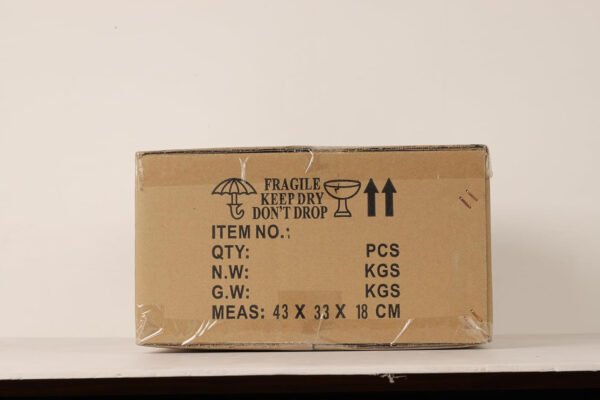 FRAGILE
KEEP DRY
DON'T DROP
ITEM NO.:
QTY: PCS
N.W: KGS
G.W: KGS
MEAS: 43 X 33 X 18 CM